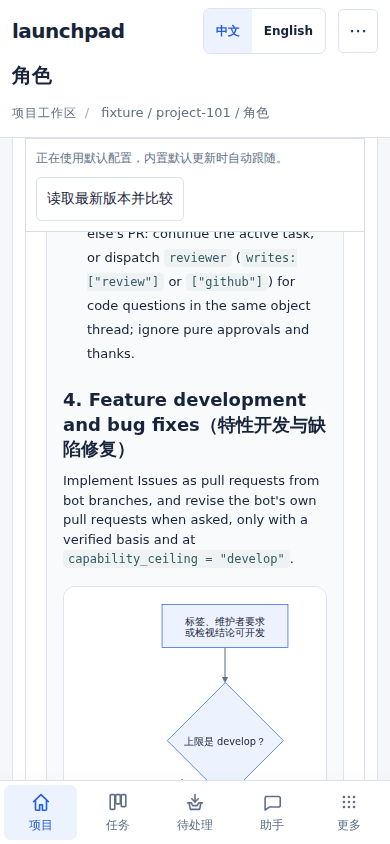 launchpad
中文 English ...
角色
项目工作区 / fixture / project-101 / 角色
正在使用默认配置，内置默认更新时自动跟随。
读取最新版本并比较
else's PR: continue the active task,
or dispatch reviewer ( writes:
["review"] or ["github"] ) for
code questions in the same object
thread; ignore pure approvals and
thanks.
4. Feature development
and bug fixes（特性开发与缺
陷修复）
Implement Issues as pull requests from
bot branches, and revise the bot's own
pull requests when asked, only with a
verified basis and at
capability_ceiling = "develop" .
标签、维护者要求
或检视结论可开发
上限是 develop？
项目 任务 待处理 助手 更多